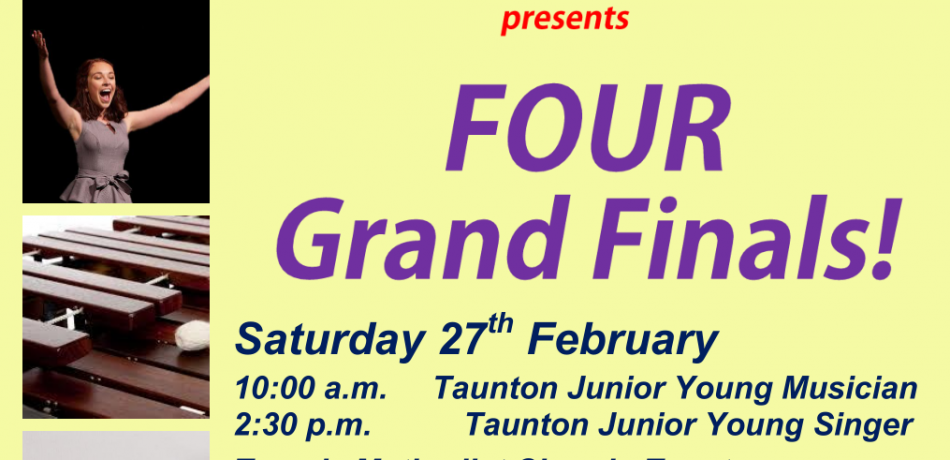 presents
FOUR
Grand Finals!
Saturday 27th February
10:00 a.m. Taunton Junior Young Musician
2:30 p.m. Taunton Junior Young Singer